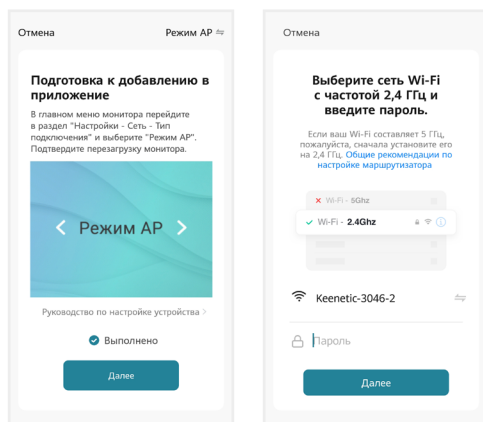 Отмена
Режим AP
Подготовка к добавлению в
приложение
В главном меню монитора перейдите
в раздел "Настройки - Сеть - Тип
подключения" и выберите "Режим AP".
Подтвердите перезагрузку монитора.
Режим AP
Руководство по настройке устройства
Выполнено
Далее
Отмена
Выберите сеть Wi-Fi
с частотой 2,4 ГГц и
введите пароль.
Если ваш Wi-Fi составляет 5 ГГц,
пожалуйста, сначала установите его
на 2,4 ГГц. Общие рекомендации по
настройке маршрутизатора
Wi-Fi - 5Ghz
Wi-Fi - 2.4Ghz
Keenetic-3046-2
Пароль
Далее